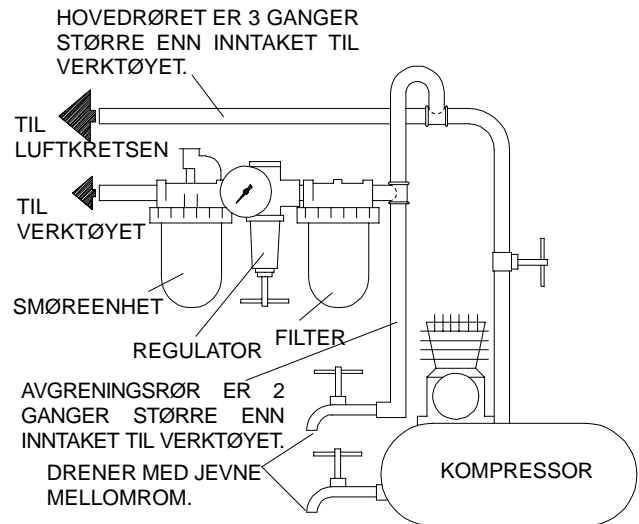 HOVEDRØRET ER 3 GANGER
STØRRE ENN INNTAKET TIL
VERKTØYET.
TIL
LUFTKRETSEN
TIL
VERKTØYET
SMØREENHET
REGULATOR
FILTER
AVGRENINGSRØR ER 2
GANGER STØRRE ENN
INNTAKET TIL VERKTØYET.
DRENER MED JEVNE
MELLOMROM.
KOMPRESSOR